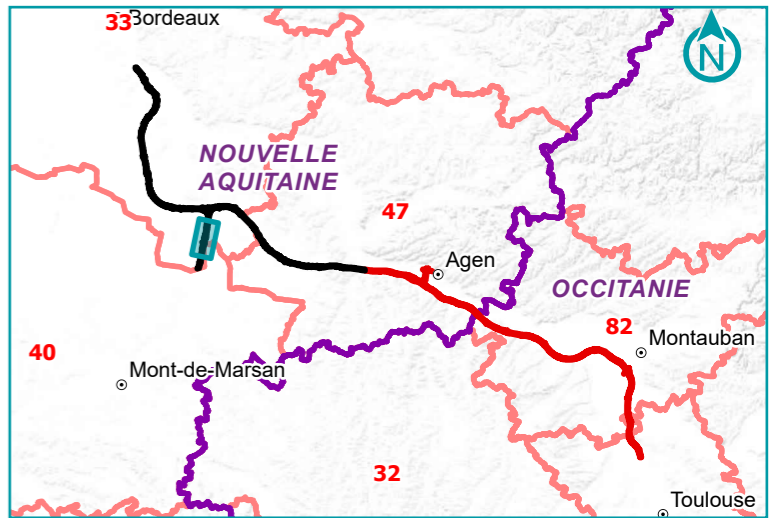 33
Bordeaux
N
NOUVELLE
AQUITAINE
47
Agen
OCCITANIE
82
Montauban
40
Mont-de-Marsan
32
Toulouse